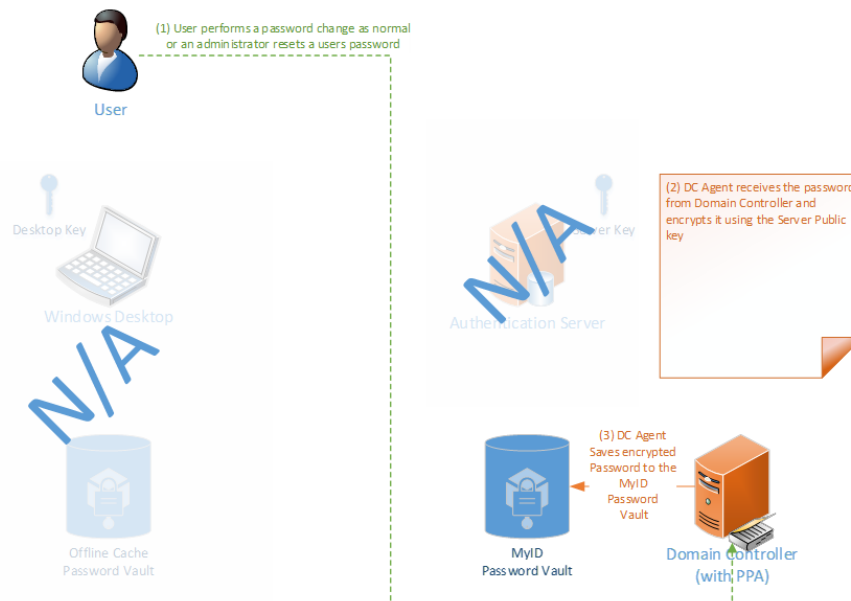 (1) User performs a password change as normal
or an administrator resets a users password
User
Desktop Key
Windows Desktop
N/A
Offline Cache
Password Vault
Server Key
N/A
Authentication Server
(2) DC Agent receives the password
from Domain Controller and
encrypts it using the Server Public
key
(3) DC Agent
Saves encrypted
Password to the
MyID
Password
Vault
MyID
Password Vault
Domain Controller
(with PPA)